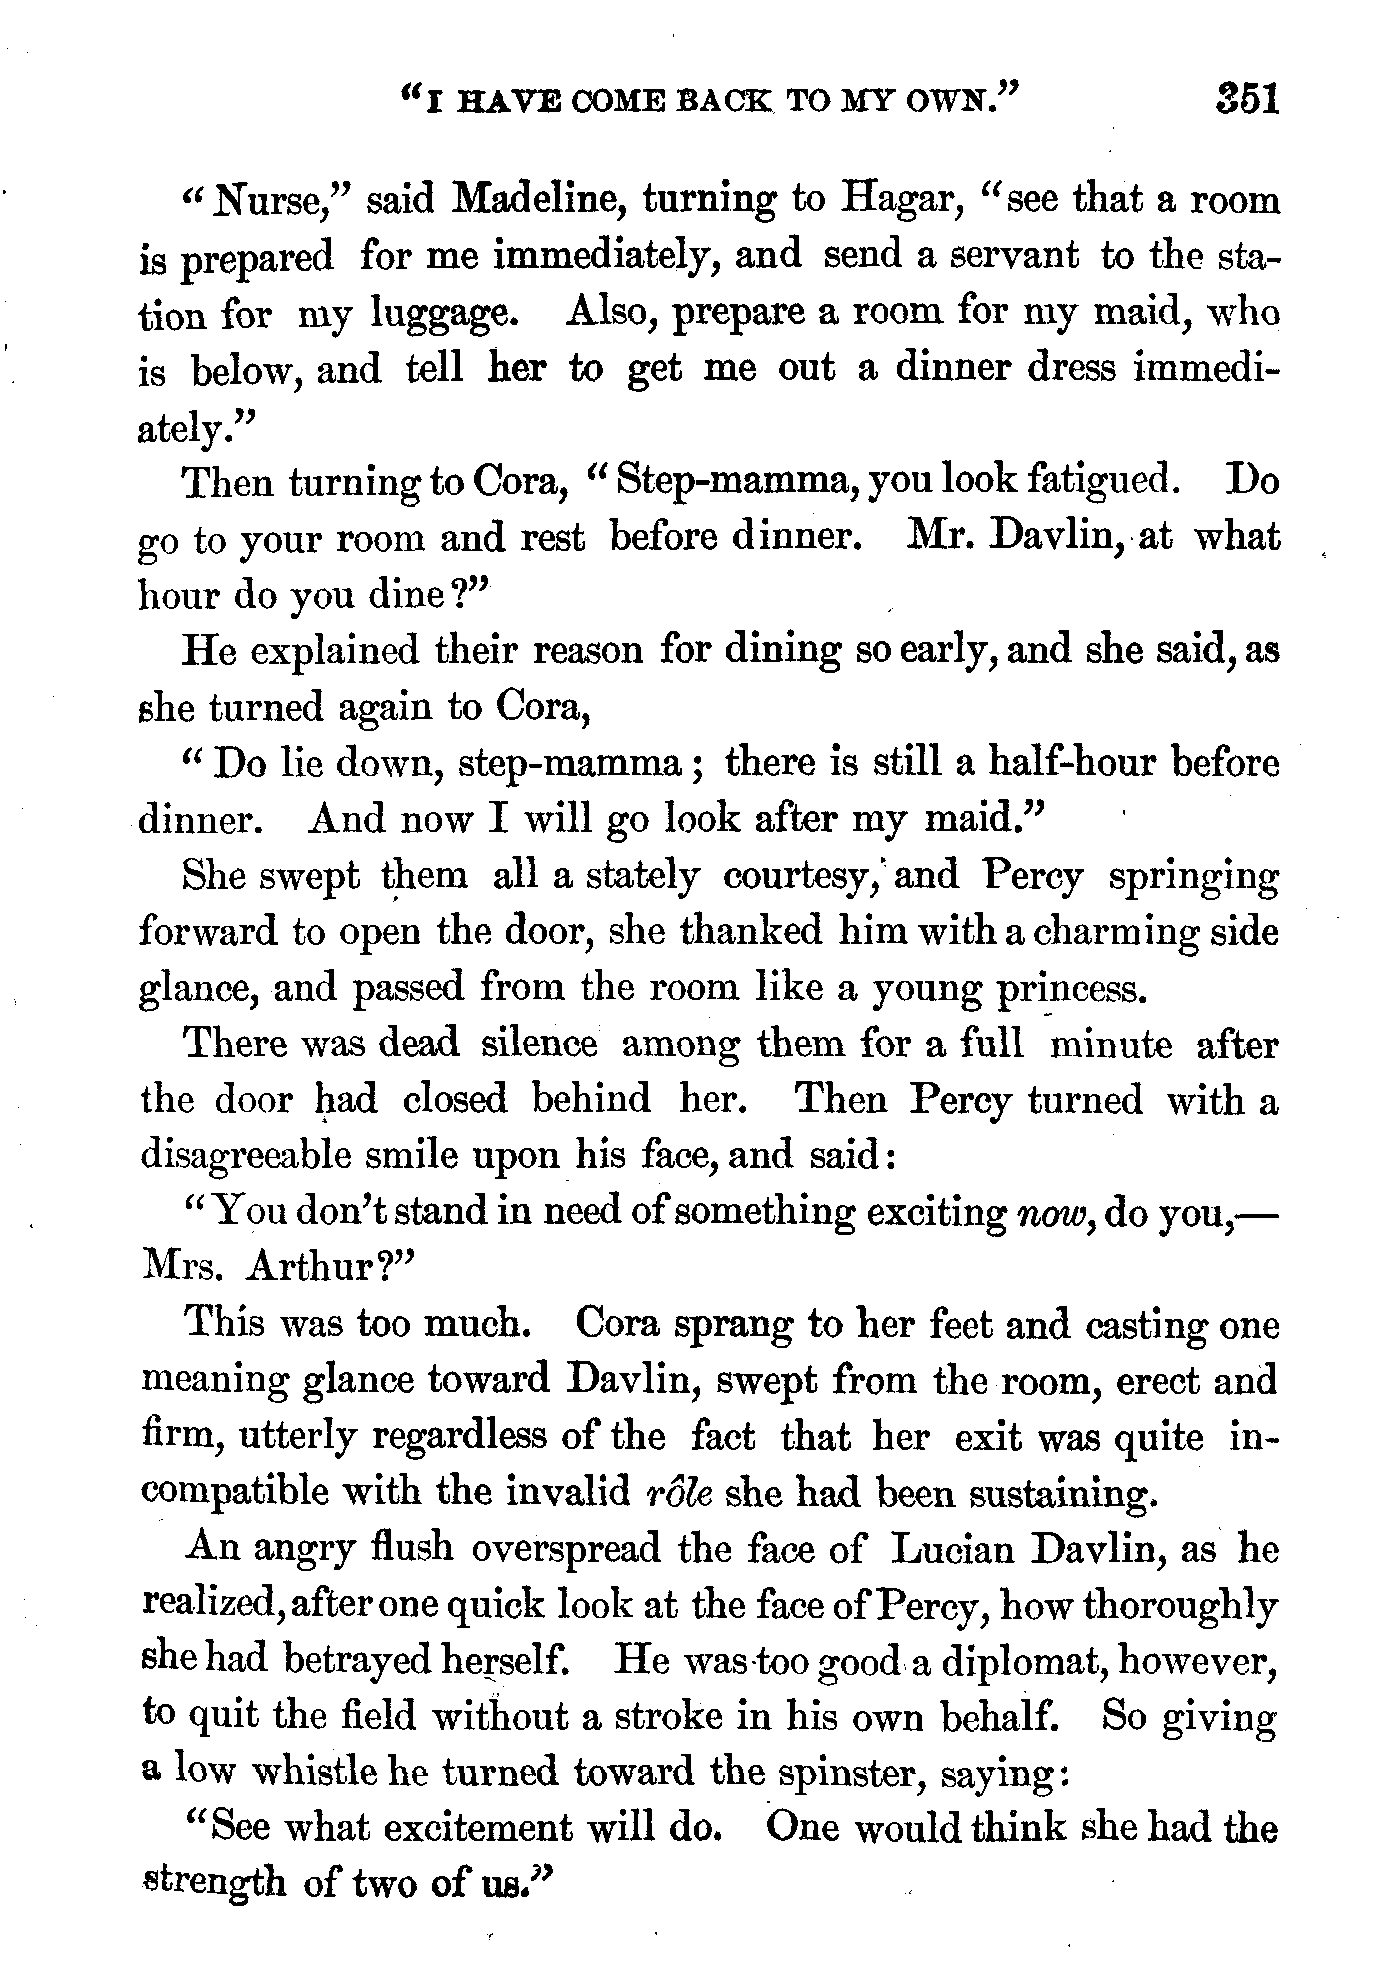 "I HAVE COME BACK TO MY OWN." 351
"Nurse," said Madeline, turning to Hagar, "see that a room
is prepared for me immediately, and send a servant to the sta-
tion for my luggage. Also, prepare a room for my maid, who
is below, and tell her to get me out a dinner dress immedi-
ately."
Then turning to Cora, "Step-mamma, you look fatigued. Do
go to your room and rest before dinner. Mr. Davlin, at what
hour do you dine?"
He explained their reason for dining so early, and she said, as
she turned again to Cora,
"Do lie down, step-mamma; there is still a half-hour before
dinner. And now I will go look after my maid."
She swept them all a stately courtesy, and Percy springing
forward to open the door, she thanked him with a charming side
glance, and passed from the room like a young princess.
There was dead silence among them for a full minute after
the door had closed behind her. Then Percy turned with a
disagreeable smile upon his face, and said:
"You don't stand in need of something exciting now, do you,—
Mrs. Arthur?"
This was too much. Cora sprang to her feet and casting one
meaning glance toward Davlin, swept from the room, erect and
firm, utterly regardless of the fact that her exit was quite in-
compatible with the invalid rôle she had been sustaining.
An angry flush overspread the face of Lucian Davlin, as he
realized, after one quick look at the face of Percy, how thoroughly
she had betrayed herself. He was too good a diplomat, however,
to quit the field without a stroke in his own behalf. So giving
a low whistle he turned toward the spinster, saying:
"See what excitement will do. One would think she had the
strength of two of us."